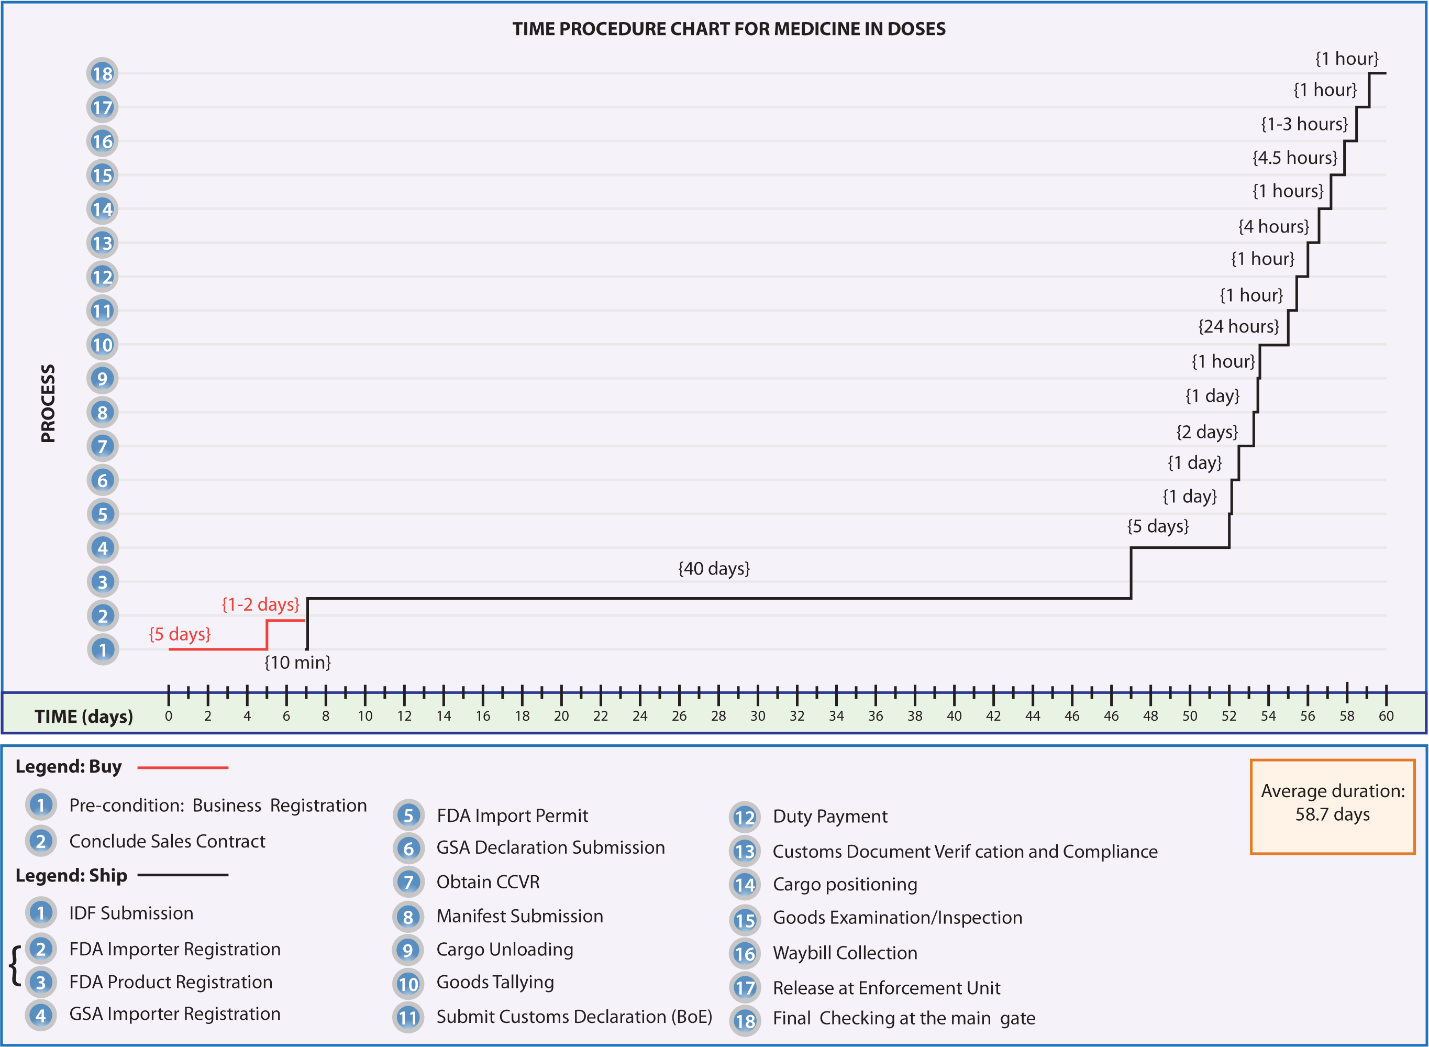 TIME PROCEDURE CHART FOR MEDICINE IN DOSES
{1 hour}
18
{1 hour}
17
{1-3 hours}
16
{4.5 hours}
15
{1 hours}
14
{4 hours}
13
{1 hour}
12
{1 hour}
11
{24 hours}
10
{1 hour}
9
{1 day}
8
{2 days}
7
{1 day}
6
{1 day}
5
{5 days}
4
{40 days}
3
{1-2 days}
2
{5 days}
1
{10 min}
PROCESS
TIME (days) 0 2 4 6 8 10 12 14 16 18 20 22 24 26 28 30 32 34 36 38 40 42 44 46 46 48 50 52 54 56 58 60
Legend: Buy
1 Pre-condition: Business Registration
2 Conclude Sales Contract
Legend: Ship
1 IDF Submission
2 FDA Importer Registration
3 FDA Product Registration
4 GSA Importer Registration
5 FDA Import Permit
6 GSA Declaration Submission
7 Obtain CCVR
8 Manifest Submission
9 Cargo Unloading
10 Goods Tallying
11 Submit Customs Declaration (BoE)
12 Duty Payment
13 Customs Document Verif cation and Compliance
14 Cargo positioning
15 Goods Examination/Inspection
16 Waybill Collection
17 Release at Enforcement Unit
18 Final Checking at the main gate
Average duration:
58.7 days